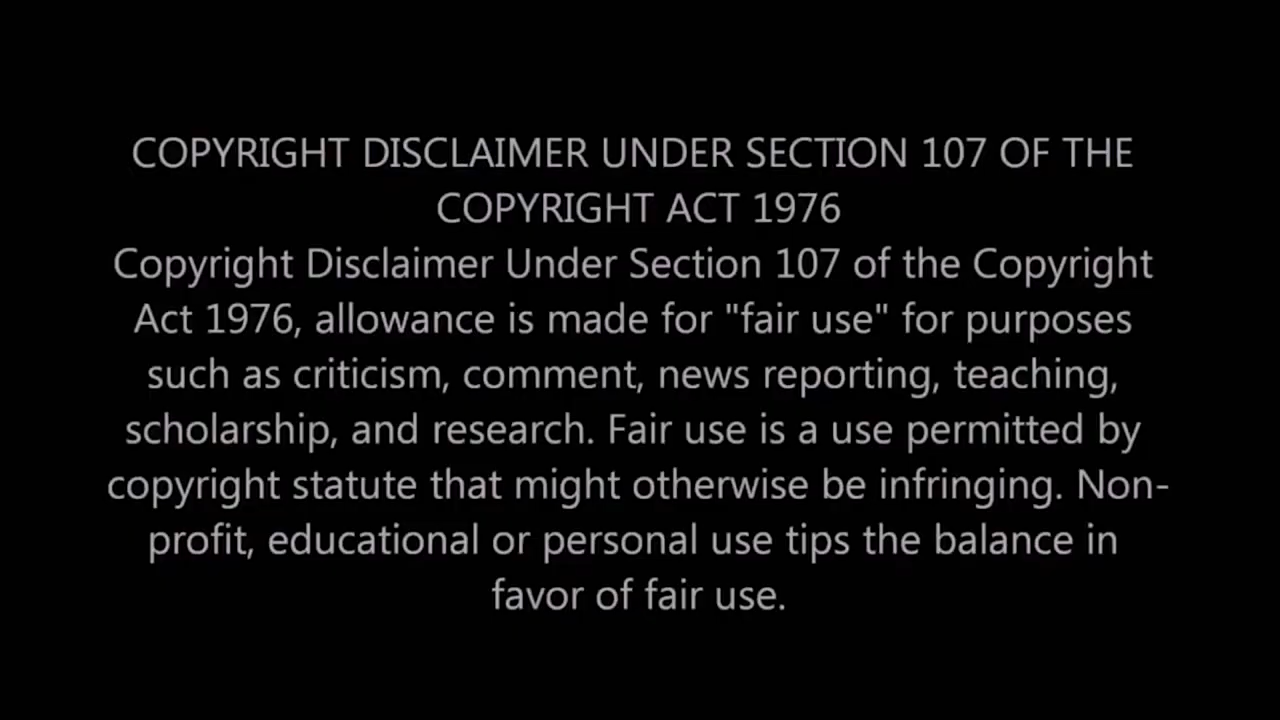 COPYRIGHT DISCLAIMER UNDER SECTION 107 OF THE
COPYRIGHT ACT 1976
Copyright Disclaimer Under Section 107 of the Copyright
Act 1976, allowance is made for "fair use" for purposes
such as criticism, comment, news reporting, teaching,
scholarship, and research. Fair use is a use permitted by
copyright statute that might otherwise be infringing. Non-
profit, educational or personal use tips the balance in
favor of fair use.